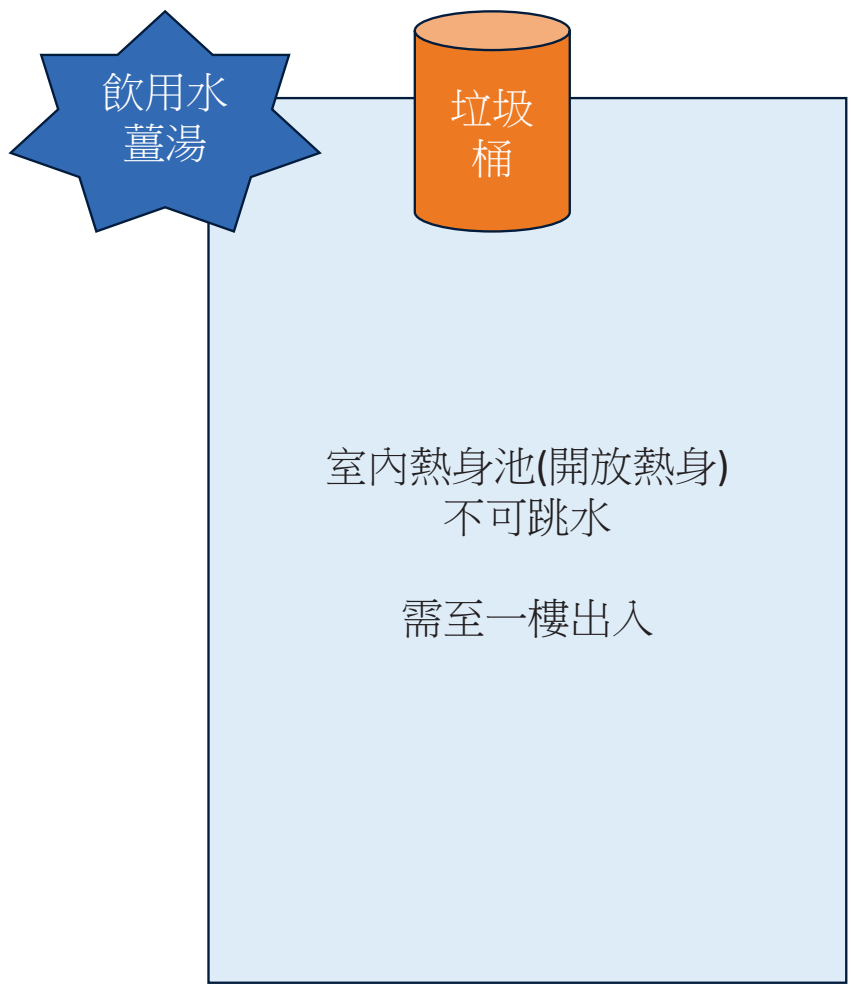 飲用水
薑湯
垃圾
桶
室內熱身池(開放熱身)
不可跳水
需至一樓出入